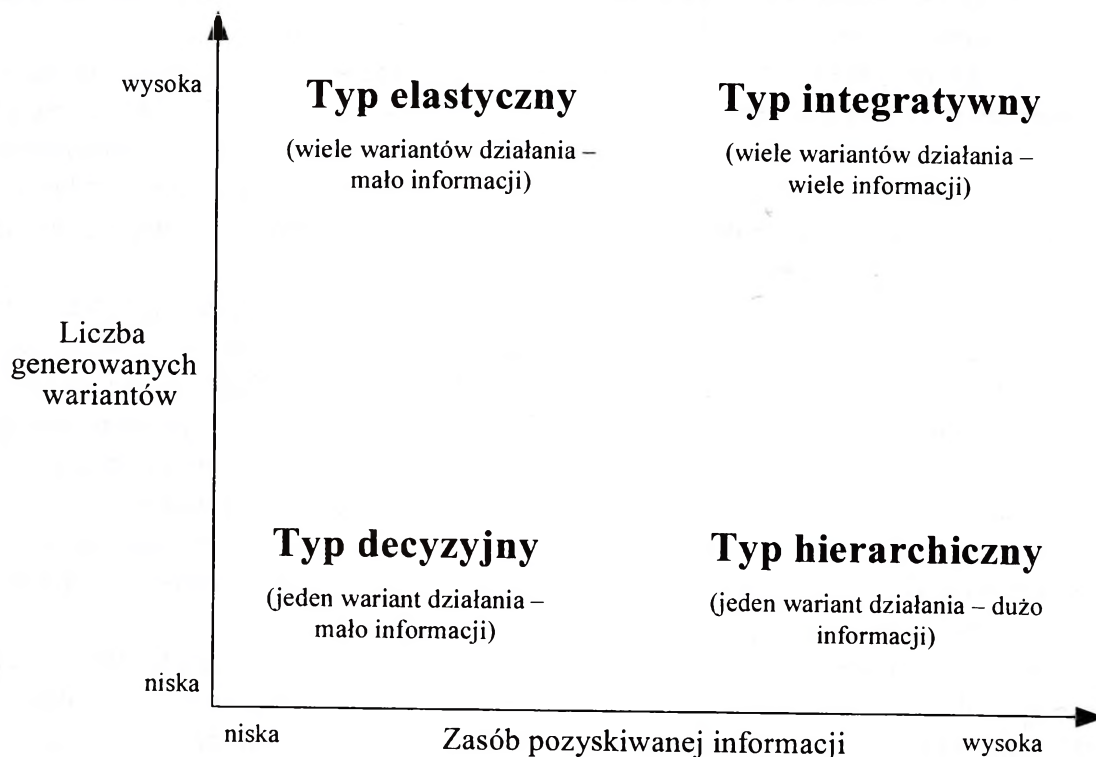 wysoka
Typ elastyczny
(wiele wariantów działania –
mało informacji)
Typ integratywny
(wiele wariantów działania –
wiele informacji)
Liczba
generowanych
wariantów
Typ decyzyjny
(jeden wariant działania –
mało informacji)
Typ hierarchiczny
(jeden wariant działania – dużo
informacji)
niska
niska
Zasób pozyskiwanej informacji
wysoka